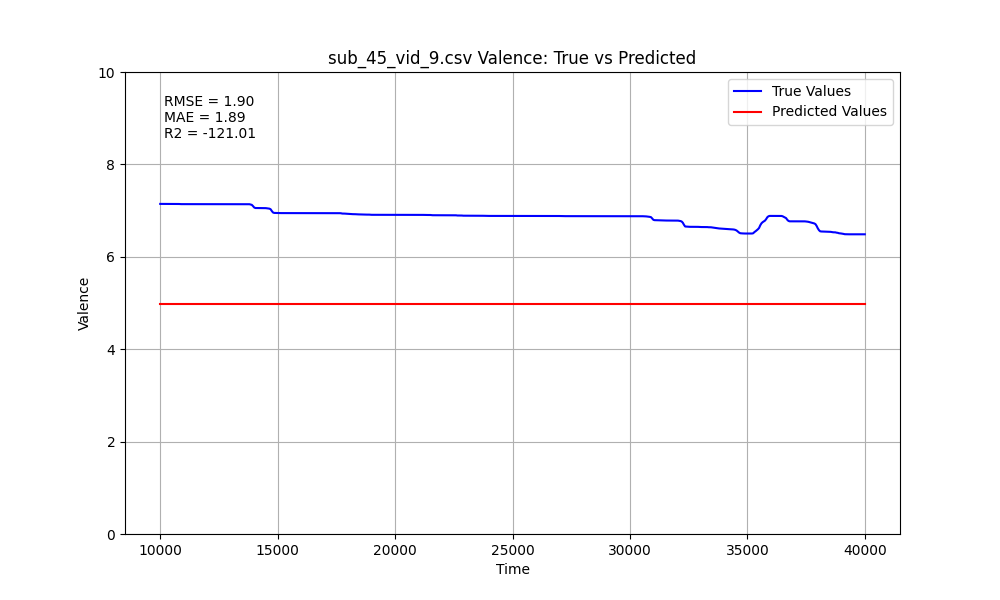 sub_45_vid_9.csv Valence: True vs Predicted
10
8
6
4
2
0
Valence
RMSE = 1.90
MAE = 1.89
R2 = -121.01
True Values
Predicted Values
10000 15000 20000 25000 30000 35000 40000
Time